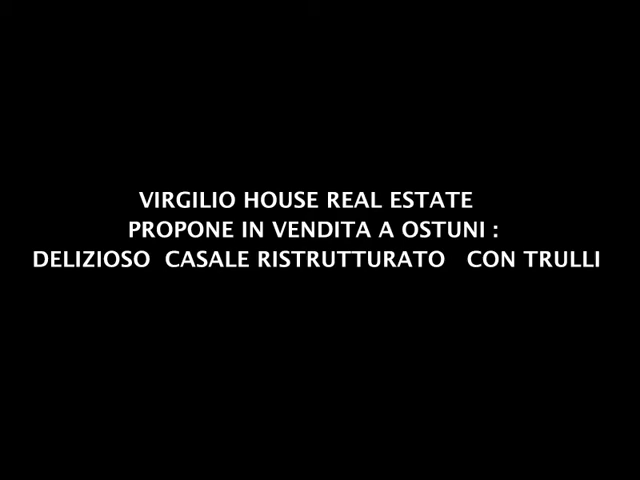 VIRGILIO HOUSE REAL ESTATE
PROPONE IN VENDITA A OSTUNI :
DELIZIOSO CASALE RISTRUTTURATO CON TRULLI